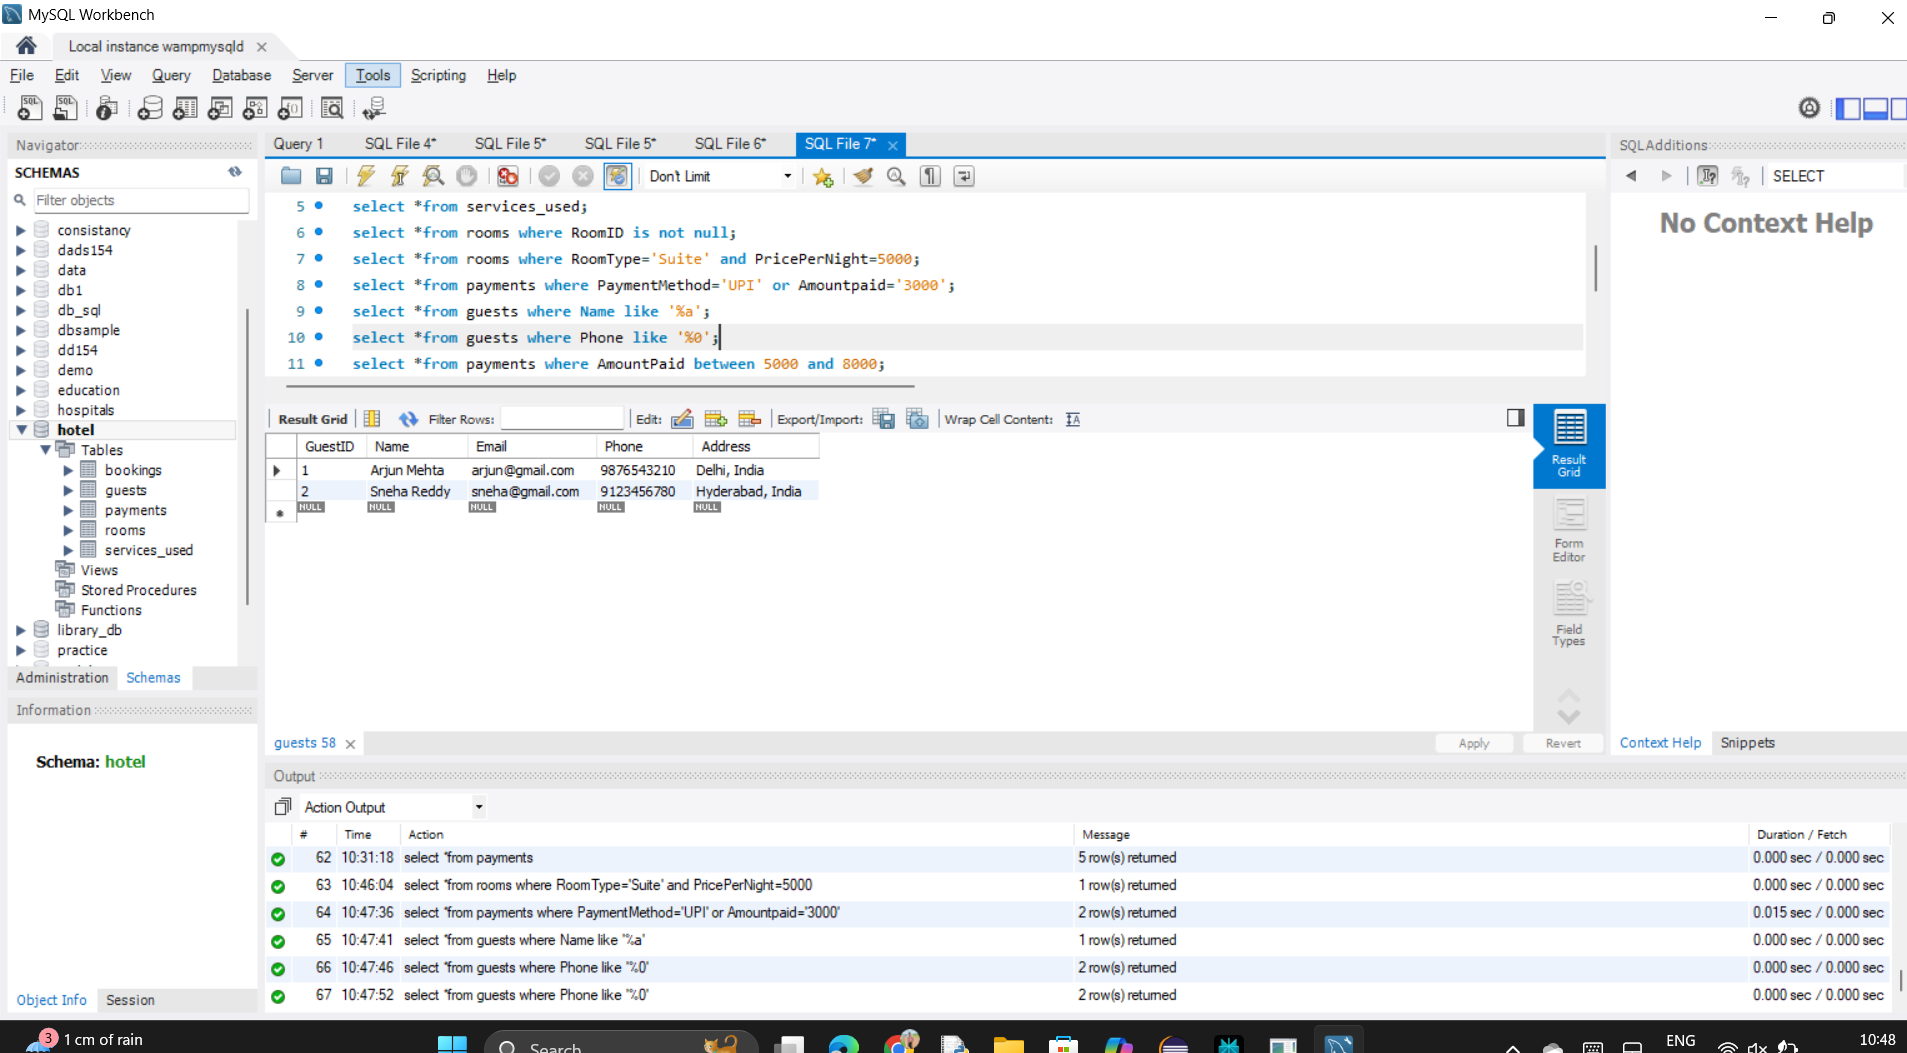 MySQL Workbench
Local instance wampmysqld
File Edit View Query Database Server Tools Scripting Help
Navigator
SCHEMAS
Filter objects
consistancy
dads154
data
db1
db_sql
dbsample
dd154
demo
education
hospitals
hotel
Tables
bookings
guests
payments
rooms
services_used
Views
Stored Procedures
Functions
library_db
practice
Administration Schemas
Information
Schema: hotel
Object Info Session
Query 1 SQL File 4* SQL File 5* SQL File 5* SQL File 6* SQL File 7*
Don't Limit
5 select *from services_used;
6 select *from rooms where RoomID is not null;
7 select *from rooms where RoomType='Suite' and PricePerNight=5000;
8 select *from payments where PaymentMethod='UPI' or Amountpaid='3000';
9 select *from guests where Name like '%a';
10 select *from guests where Phone like '%0';
11 select *from payments where AmountPaid between 5000 and 8000;
Result Grid Filter Rows: Edit: Export/Import: Wrap Cell Content:
GuestID Name Email Phone Address
1 Arjun Mehta arjun@gmail.com 9876543210 Delhi, India
2 Sneha Reddy sneha@gmail.com 9123456780 Hyderabad, India
NULL NULL NULL NULL NULL
Result
Grid
Form
Editor
Field
Types
guests 58
Apply Revert
SQLAdditions
SELECT
No Context Help
Context Help Snippets
Output
Action Output
# Time Action Message Duration / Fetch
62 10:31:18 select *from payments 5 row(s) returned 0.000 sec / 0.000 sec
63 10:46:04 select *from rooms where RoomType='Suite' and PricePerNight=5000 1 row(s) returned 0.000 sec / 0.000 sec
64 10:47:36 select *from payments where PaymentMethod='UPI' or Amountpaid='3000' 2 row(s) returned 0.015 sec / 0.000 sec
65 10:47:41 select *from guests where Name like '%a' 1 row(s) returned 0.000 sec / 0.000 sec
66 10:47:46 select *from guests where Phone like '%0' 2 row(s) returned 0.000 sec / 0.000 sec
67 10:47:52 select *from guests where Phone like '%0' 2 row(s) returned 0.000 sec / 0.000 sec
3 1 cm of rain
Search
ENG
10:48